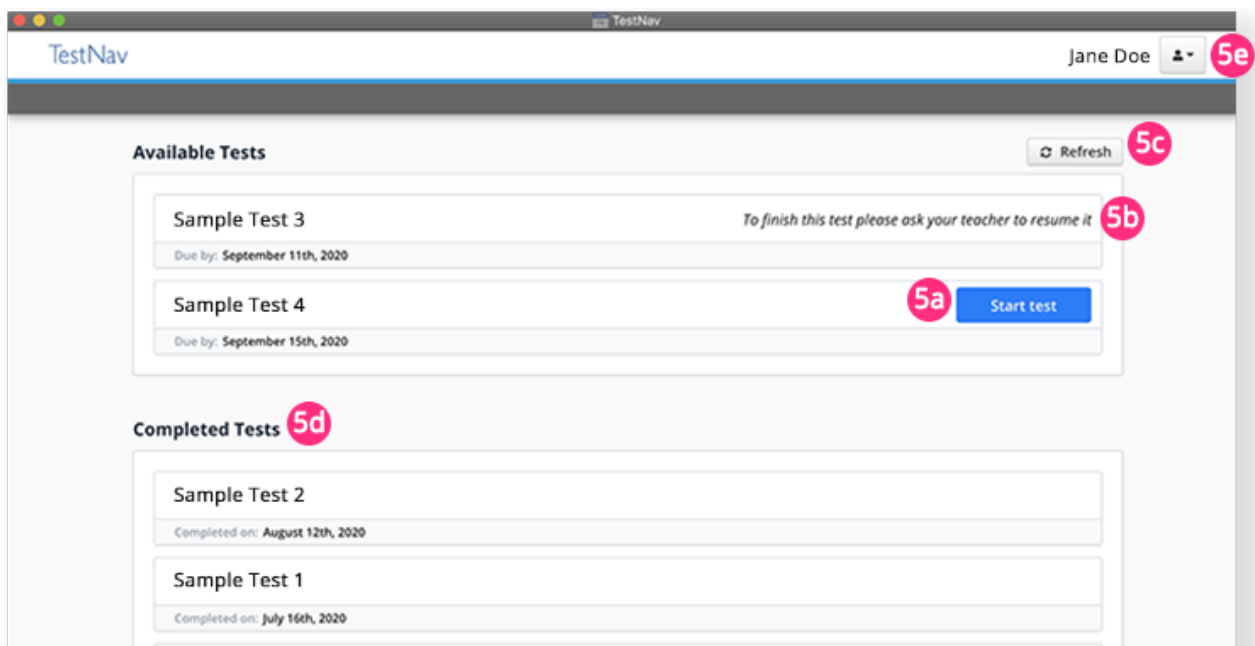 TestNav
TestNav
Jane Doe 5e
Available Tests
Refresh 5c
Sample Test 3
To finish this test please ask your teacher to resume it 5b
Due by: September 11th, 2020
Sample Test 4
5a Start test
Due by: September 15th, 2020
Completed Tests 5d
Sample Test 2
Completed on: August 12th, 2020
Sample Test 1
Completed on: July 16th, 2020